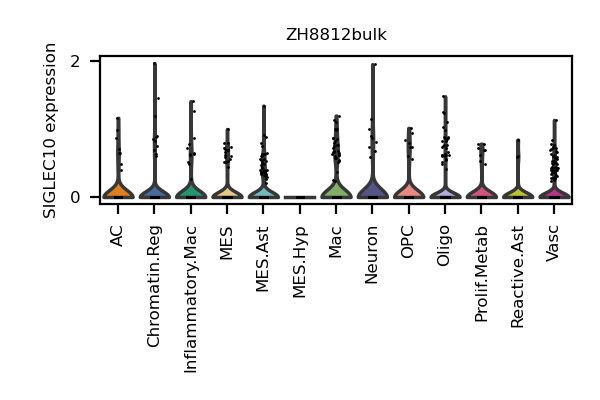 ZH8812bulk
SIGLEC10 expression
2
0
AC
Chromatin.Reg
Inflammatory.Mac
MES
MES.Ast
MES.Hyp
Mac
Neuron
OPC
Oligo
Prolif.Metab
Reactive.Ast
Vasc